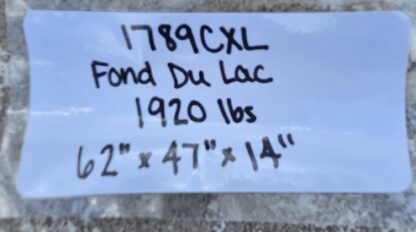 1789CXL
Fond Du Lac
1920 lbs
62" x 47" x 14"